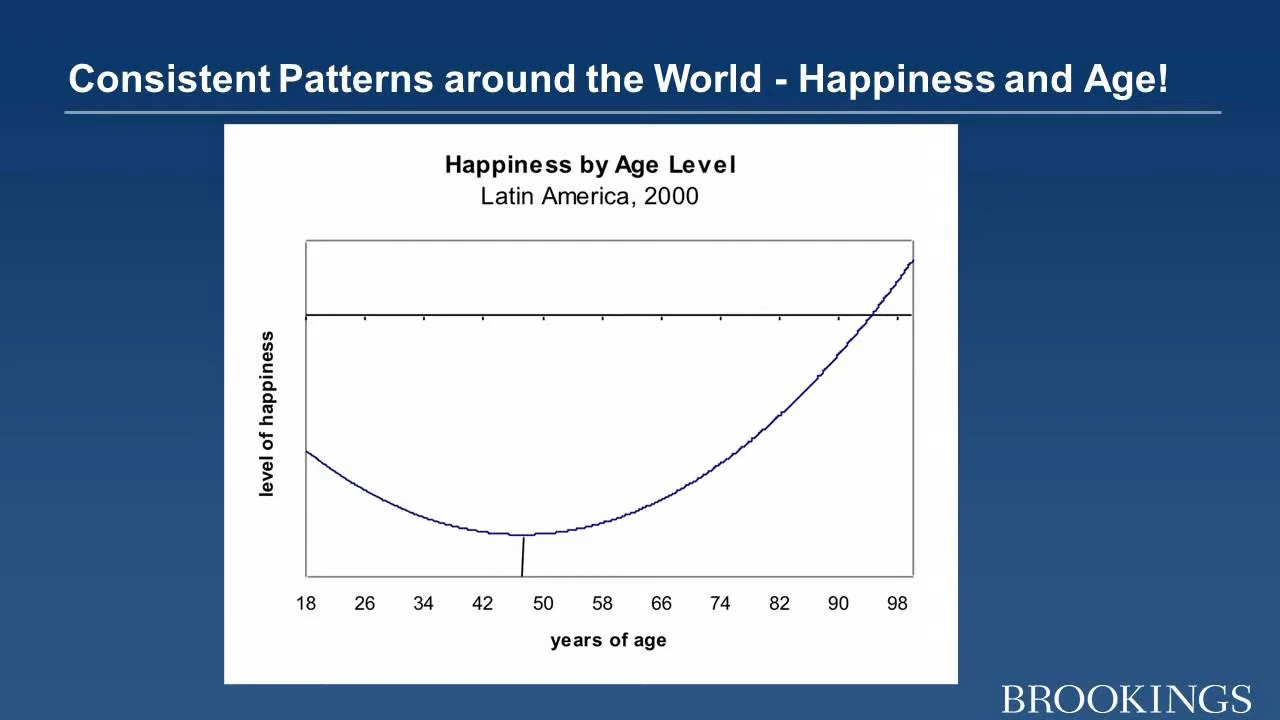 Consistent Patterns around the World - Happiness and Age!
Happiness by Age Level
Latin America, 2000
level of happiness
18 26 34 42 50 58 66 74 82 90 98
years of age
BROOKINGS